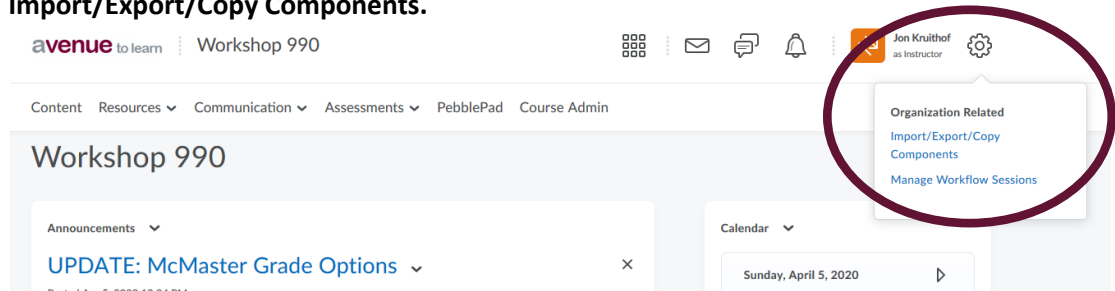 Import/Export/Copy Components.
avenue to learn Workshop 990
Jon Kruithof
as Instructor
Content Resources Communication Assessments PebblePad Course Admin
Organization Related
Import/Export/Copy
Components
Manage Workflow Sessions
Workshop 990
Announcements
Calendar
UPDATE: McMaster Grade Options
Sunday, April 5, 2020